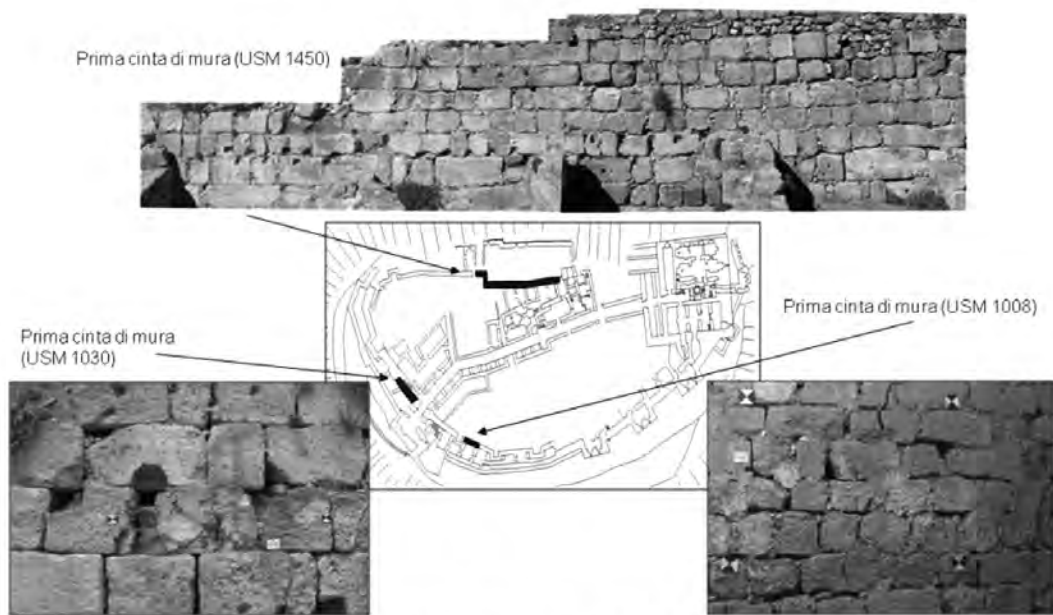 Prima cinta di mura (USM 1450)
Prima cinta di mura (USM 1008)
Prima cinta di mura
(USM 1030)